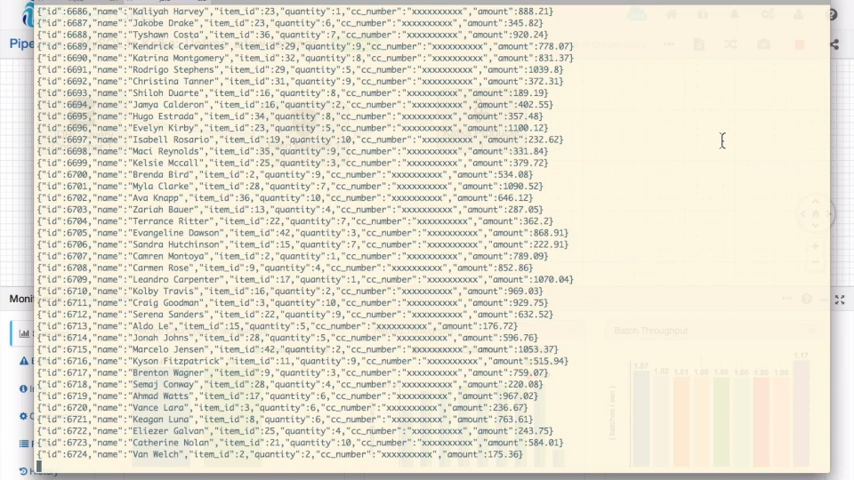 {"id":6686,"name":"Kaliyah Harvey","item_id":23,"quantity":1,"cc_number":"xxxxxxxxxx","amount":888.21}
{"id":6687,"name":"Jakobe Drake","item_id":23,"quantity":6,"cc_number":"xxxxxxxxxx","amount":345.82}
{"id":6688,"name":"Tyshawn Costa","item_id":36,"quantity":7,"cc_number":"xxxxxxxxxx","amount":920.24}
{"id":6689,"name":"Kendrick Cervantes","item_id":29,"quantity":9,"cc_number":"xxxxxxxxxx","amount":778.07}
{"id":6690,"name":"Katrina Montgomery","item_id":32,"quantity":8,"cc_number":"xxxxxxxxxx","amount":831.37}
{"id":6691,"name":"Rodrigo Stephens","item_id":29,"quantity":5,"cc_number":"xxxxxxxxxx","amount":1039.8}
{"id":6692,"name":"Christina Tanner","item_id":31,"quantity":9,"cc_number":"xxxxxxxxxx","amount":372.31}
{"id":6693,"name":"Shiloh Duarte","item_id":16,"quantity":8,"cc_number":"xxxxxxxxxx","amount":189.19}
{"id":6694,"name":"Jamya Calderon","item_id":16,"quantity":2,"cc_number":"xxxxxxxxxx","amount":402.55}
{"id":6695,"name":"Hugo Estrada","item_id":34,"quantity":8,"cc_number":"xxxxxxxxxx","amount":357.48}
{"id":6696,"name":"Evelyn Kirby","item_id":23,"quantity":5,"cc_number":"xxxxxxxxxx","amount":1100.12}
{"id":6697,"name":"Isabell Rosario","item_id":19,"quantity":10,"cc_number":"xxxxxxxxxx","amount":232.62}
{"id":6698,"name":"Maci Reynolds","item_id":35,"quantity":9,"cc_number":"xxxxxxxxxx","amount":331.84}
{"id":6699,"name":"Kelsie Mccall","item_id":25,"quantity":3,"cc_number":"xxxxxxxxxx","amount":379.72}
{"id":6700,"name":"Brenda Bird","item_id":2,"quantity":9,"cc_number":"xxxxxxxxxx","amount":534.08}
{"id":6701,"name":"Myla Clarke","item_id":28,"quantity":7,"cc_number":"xxxxxxxxxx","amount":1090.52}
{"id":6702,"name":"Ava Knapp","item_id":36,"quantity":10,"cc_number":"xxxxxxxxxx","amount":646.12}
{"id":6703,"name":"Zariah Bauer","item_id":13,"quantity":4,"cc_number":"xxxxxxxxxx","amount":287.05}
{"id":6704,"name":"Terrance Ritter","item_id":22,"quantity":7,"cc_number":"xxxxxxxxxx","amount":362.2}
{"id":6705,"name":"Evangeline Dawson","item_id":42,"quantity":3,"cc_number":"xxxxxxxxxx","amount":868.91}
{"id":6706,"name":"Sandra Hutchinson","item_id":15,"quantity":7,"cc_number":"xxxxxxxxxx","amount":222.91}
{"id":6707,"name":"Camren Montoya","item_id":2,"quantity":1,"cc_number":"xxxxxxxxxx","amount":789.09}
{"id":6708,"name":"Carmen Rose","item_id":9,"quantity":4,"cc_number":"xxxxxxxxxx","amount":852.86}
{"id":6709,"name":"Leandro Carpenter","item_id":17,"quantity":1,"cc_number":"xxxxxxxxxx","amount":1070.04}
{"id":6710,"name":"Kolby Travis","item_id":16,"quantity":2,"cc_number":"xxxxxxxxxx","amount":969.03}
{"id":6711,"name":"Craig Goodman","item_id":3,"quantity":10,"cc_number":"xxxxxxxxxx","amount":929.75}
{"id":6712,"name":"Serena Sanders","item_id":22,"quantity":9,"cc_number":"xxxxxxxxxx","amount":632.52}
{"id":6713,"name":"Aldo Le","item_id":15,"quantity":5,"cc_number":"xxxxxxxxxx","amount":176.72}
{"id":6714,"name":"Jonah Johns","item_id":28,"quantity":5,"cc_number":"xxxxxxxxxx","amount":596.76}
{"id":6715,"name":"Marcelo Jensen","item_id":42,"quantity":2,"cc_number":"xxxxxxxxxx","amount":1053.37}
{"id":6716,"name":"Kyson Fitzpatrick","item_id":11,"quantity":9,"cc_number":"xxxxxxxxxx","amount":515.94}
{"id":6717,"name":"Brenton Wagner","item_id":9,"quantity":3,"cc_number":"xxxxxxxxxx","amount":759.07}
{"id":6718,"name":"Semaj Conway","item_id":28,"quantity":4,"cc_number":"xxxxxxxxxx","amount":220.08}
{"id":6719,"name":"Ahmad Watts","item_id":17,"quantity":6,"cc_number":"xxxxxxxxxx","amount":967.02}
{"id":6720,"name":"Vance Lara","item_id":3,"quantity":6,"cc_number":"xxxxxxxxxx","amount":236.67}
{"id":6721,"name":"Keagan Luna","item_id":8,"quantity":6,"cc_number":"xxxxxxxxxx","amount":763.61}
{"id":6722,"name":"Eliezer Galvan","item_id":25,"quantity":4,"cc_number":"xxxxxxxxxx","amount":243.75}
{"id":6723,"name":"Catherine Nolan","item_id":21,"quantity":10,"cc_number":"xxxxxxxxxx","amount":584.01}
{"id":6724,"name":"Van Welch","item_id":2,"quantity":2,"cc_number":"xxxxxxxxxx","amount":175.36}
Pipe
Moni
Batch Throughput
History